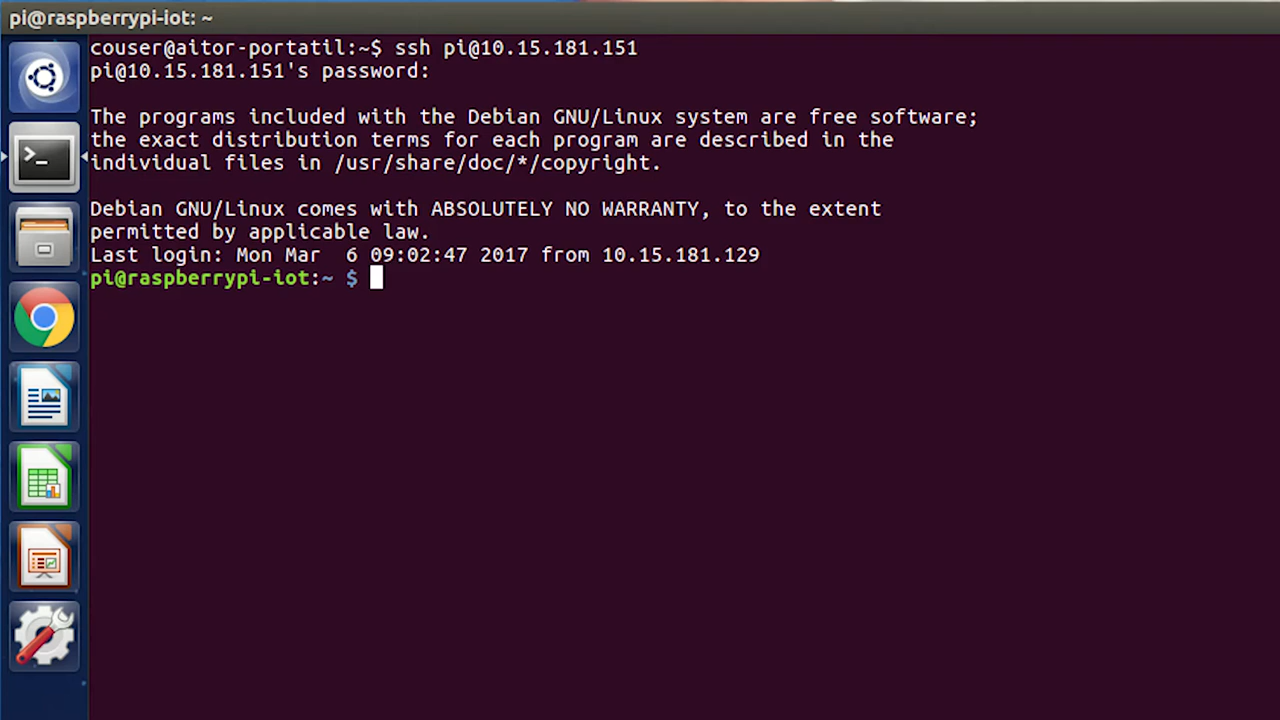 pi@raspberrypi-iot: ~
couser@aitor-portatil:~$ ssh pi@10.15.181.151
pi@10.15.181.151's password:
The programs included with the Debian GNU/Linux system are free software;
the exact distribution terms for each program are described in the
individual files in /usr/share/doc/*/copyright.
Debian GNU/Linux comes with ABSOLUTELY NO WARRANTY, to the extent
permitted by applicable law.
Last login: Mon Mar  6 09:02:47 2017 from 10.15.181.129
pi@raspberrypi-iot:~ $